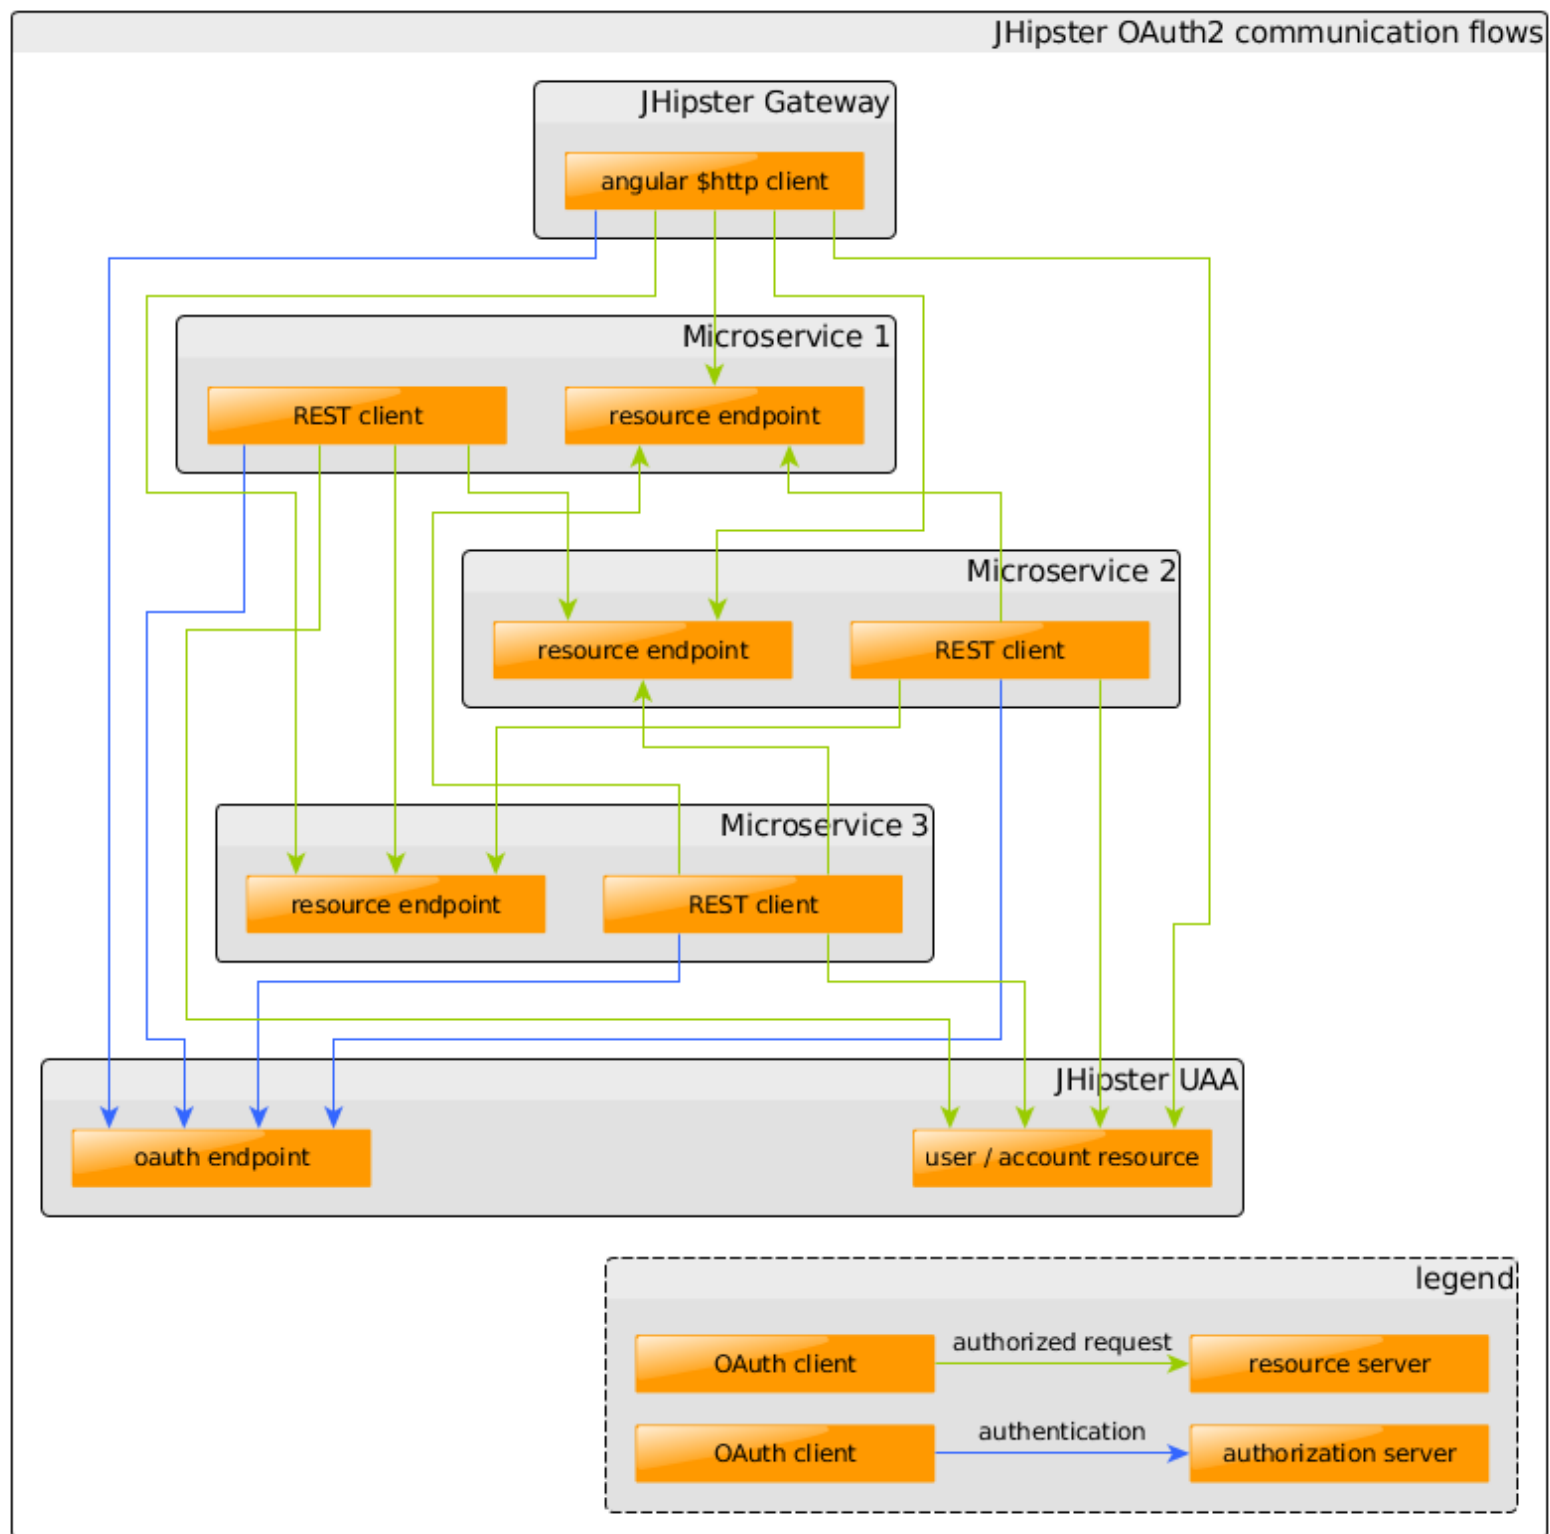 JHipster OAuth2 communication flows
JHipster Gateway
angular $http client
Microservice 1
REST client
resource endpoint
Microservice 2
resource endpoint
REST client
Microservice 3
resource endpoint
REST client
JHipster UAA
oauth endpoint
user / account resource
legend
OAuth client
authorized request
resource server
OAuth client
authentication
authorization server